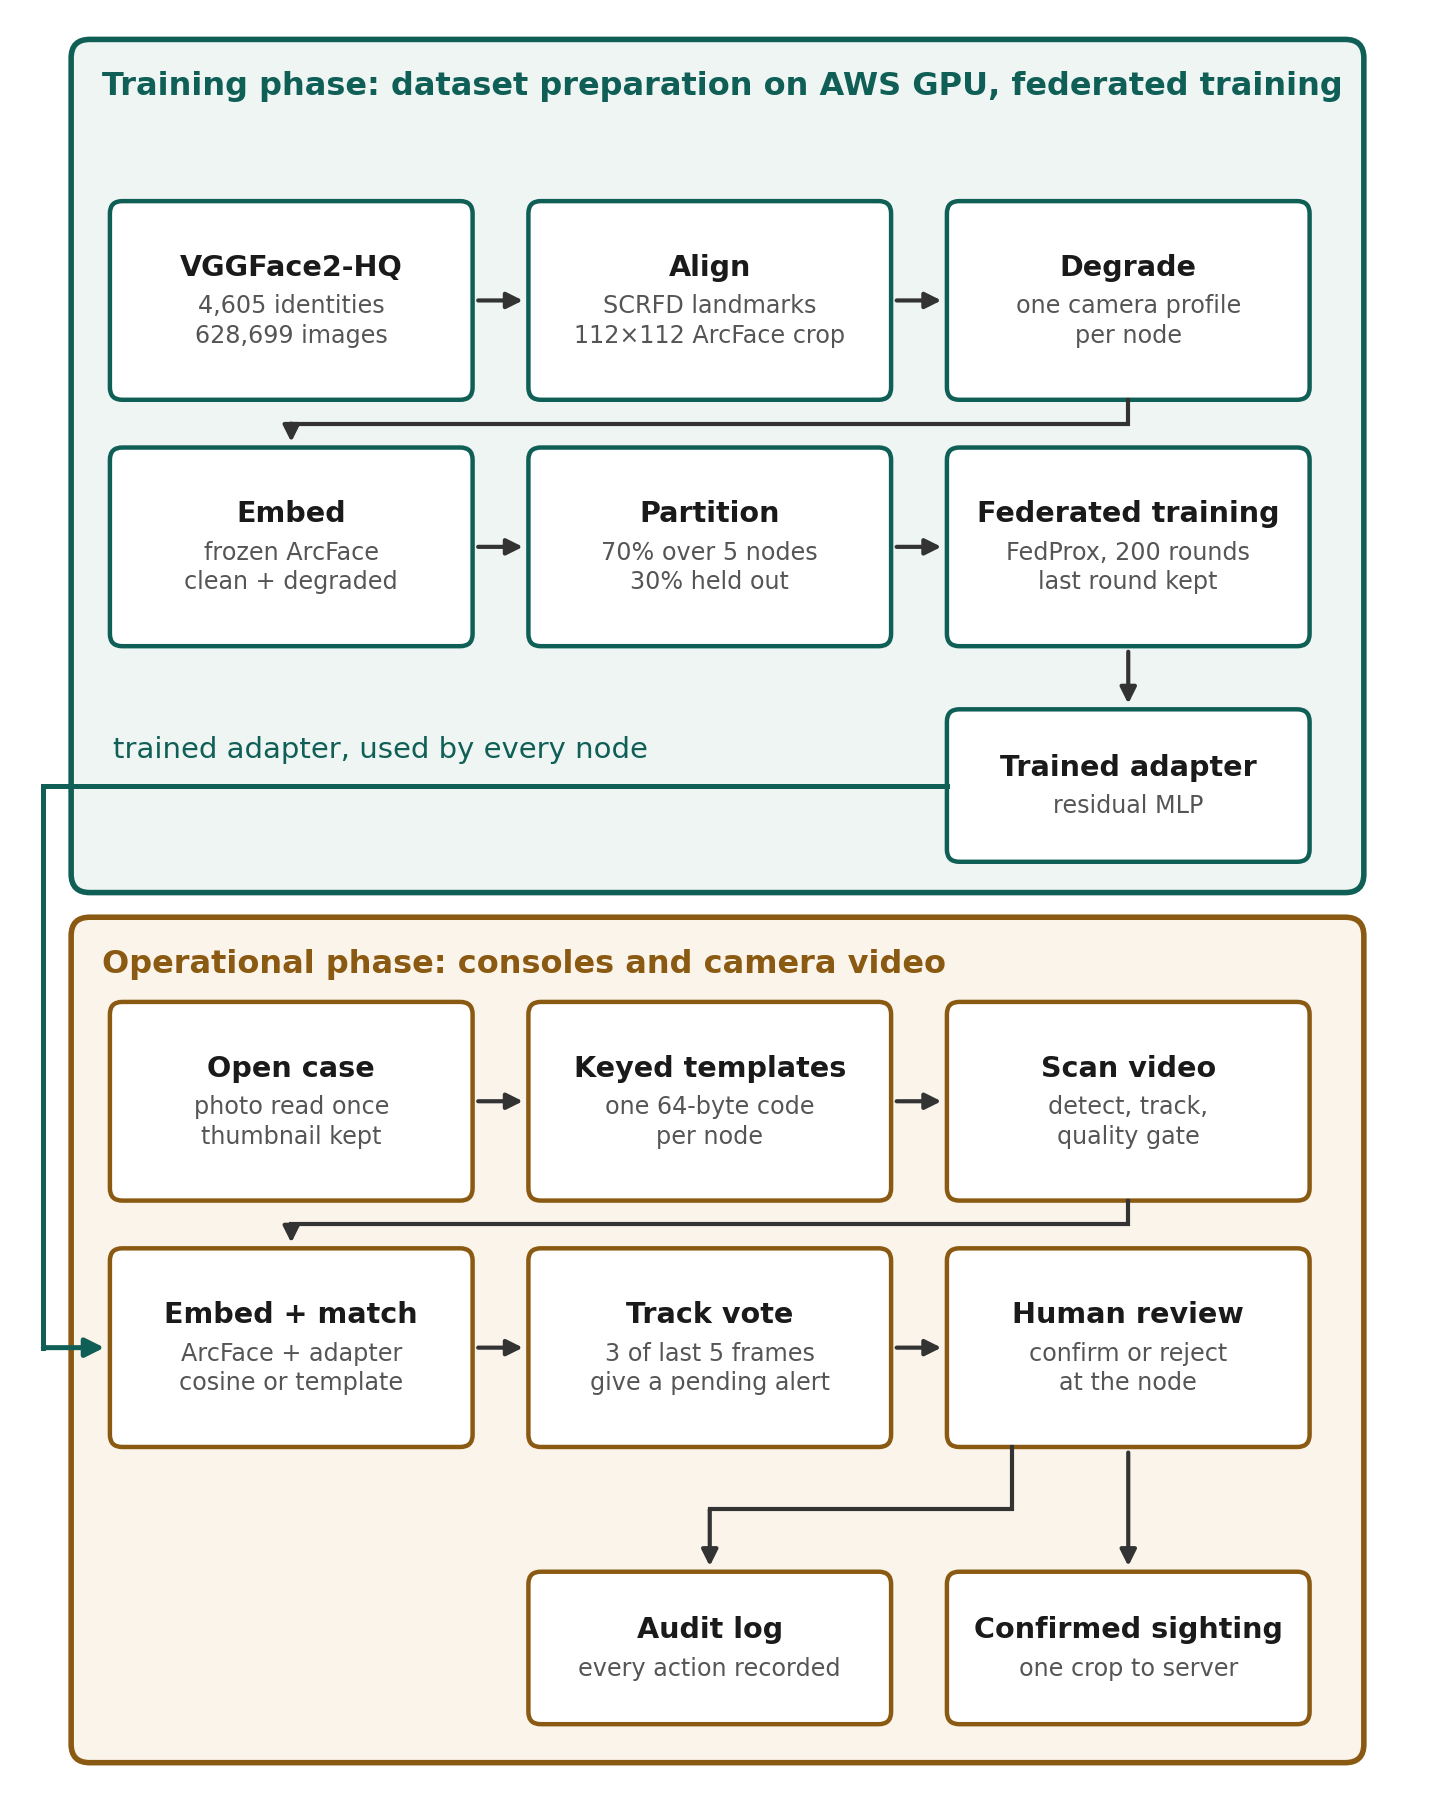 Training phase: dataset preparation on AWS GPU, federated training
VGGFace2-HQ
4,605 identities
628,699 images
Align
SCRFD landmarks
112×112 ArcFace crop
Degrade
one camera profile
per node
Embed
frozen ArcFace
clean + degraded
Partition
70% over 5 nodes
30% held out
Federated training
FedProx, 200 rounds
last round kept
trained adapter, used by every node
Trained adapter
residual MLP
Operational phase: consoles and camera video
Open case
photo read once
thumbnail kept
Keyed templates
one 64-byte code
per node
Scan video
detect, track,
quality gate
Embed + match
ArcFace + adapter
cosine or template
Track vote
3 of last 5 frames
give a pending alert
Human review
confirm or reject
at the node
Audit log
every action recorded
Confirmed sighting
one crop to server